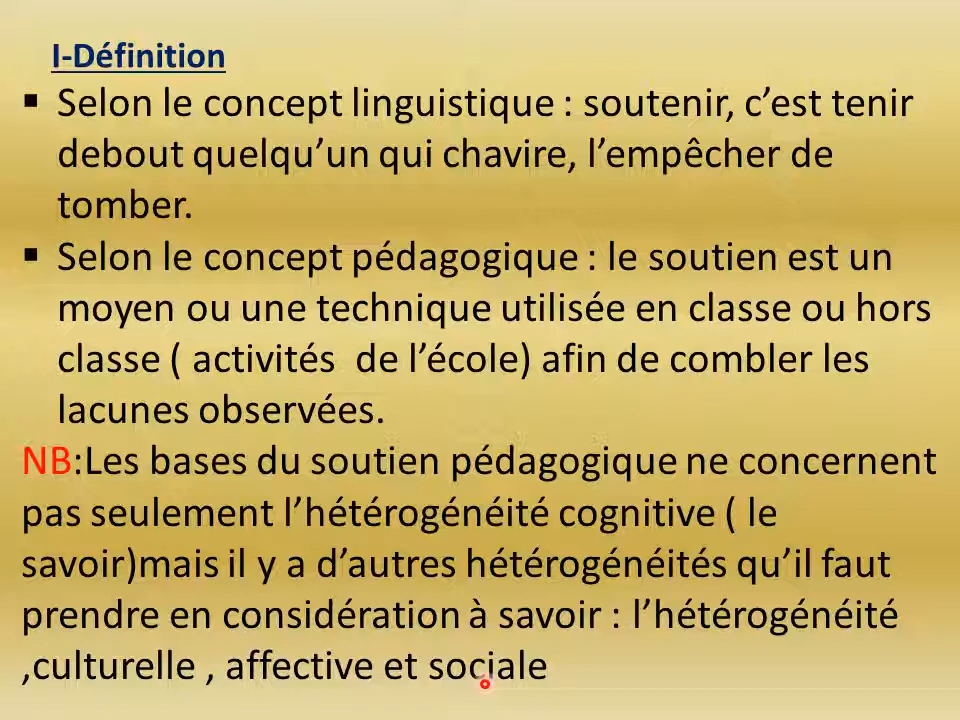 I-Définition
▪ Selon le concept linguistique : soutenir, c’est tenir
debout quelqu’un qui chavire, l’empêcher de
tomber.
▪ Selon le concept pédagogique : le soutien est un
moyen ou une technique utilisée en classe ou hors
classe ( activités  de l’école) afin de combler les
lacunes observées.
NB:Les bases du soutien pédagogique ne concernent
pas seulement l’hétérogénéité cognitive ( le
savoir)mais il y a d’autres hétérogénéités qu’il faut
prendre en considération à savoir : l’hétérogénéité
,culturelle , affective et sociale